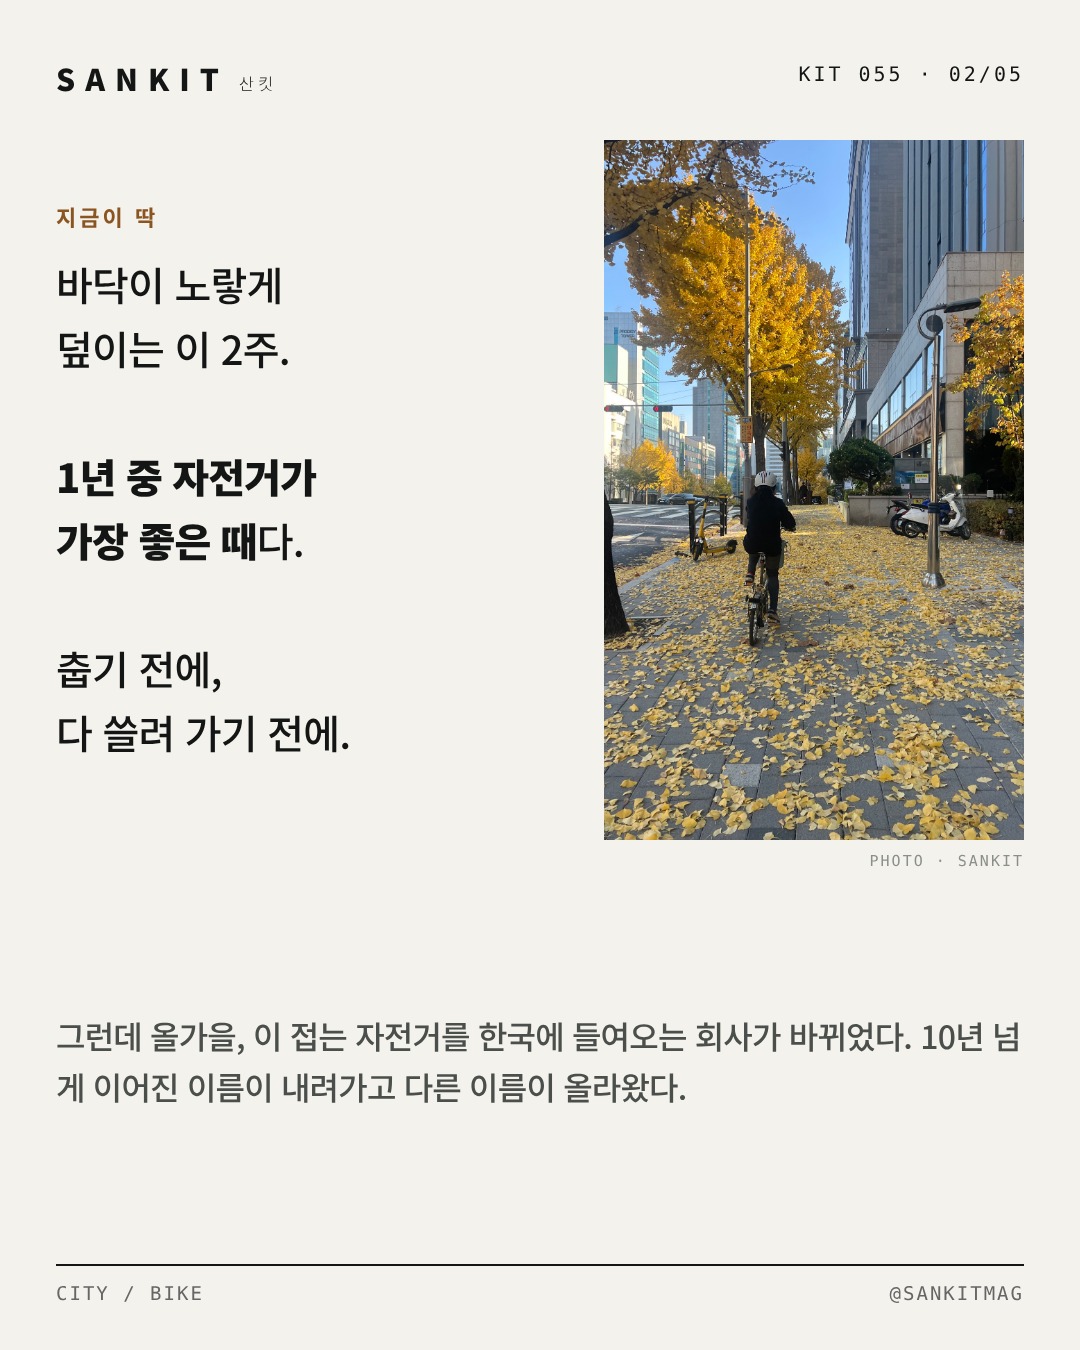 SANKIT 산킷
KIT 055 · 02/05
지금이 딱
바닥이 노랗게
덮이는 이 2주.
1년 중 자전거가
가장 좋은 때다.
춥기 전에,
다 쓸려 가기 전에.
PHOTO · SANKIT
그런데 올가을, 이 접는 자전거를 한국에 들여오는 회사가 바뀌었다. 10년 넘
게 이어진 이름이 내려가고 다른 이름이 올라왔다.
CITY / BIKE
@SANKITMAG